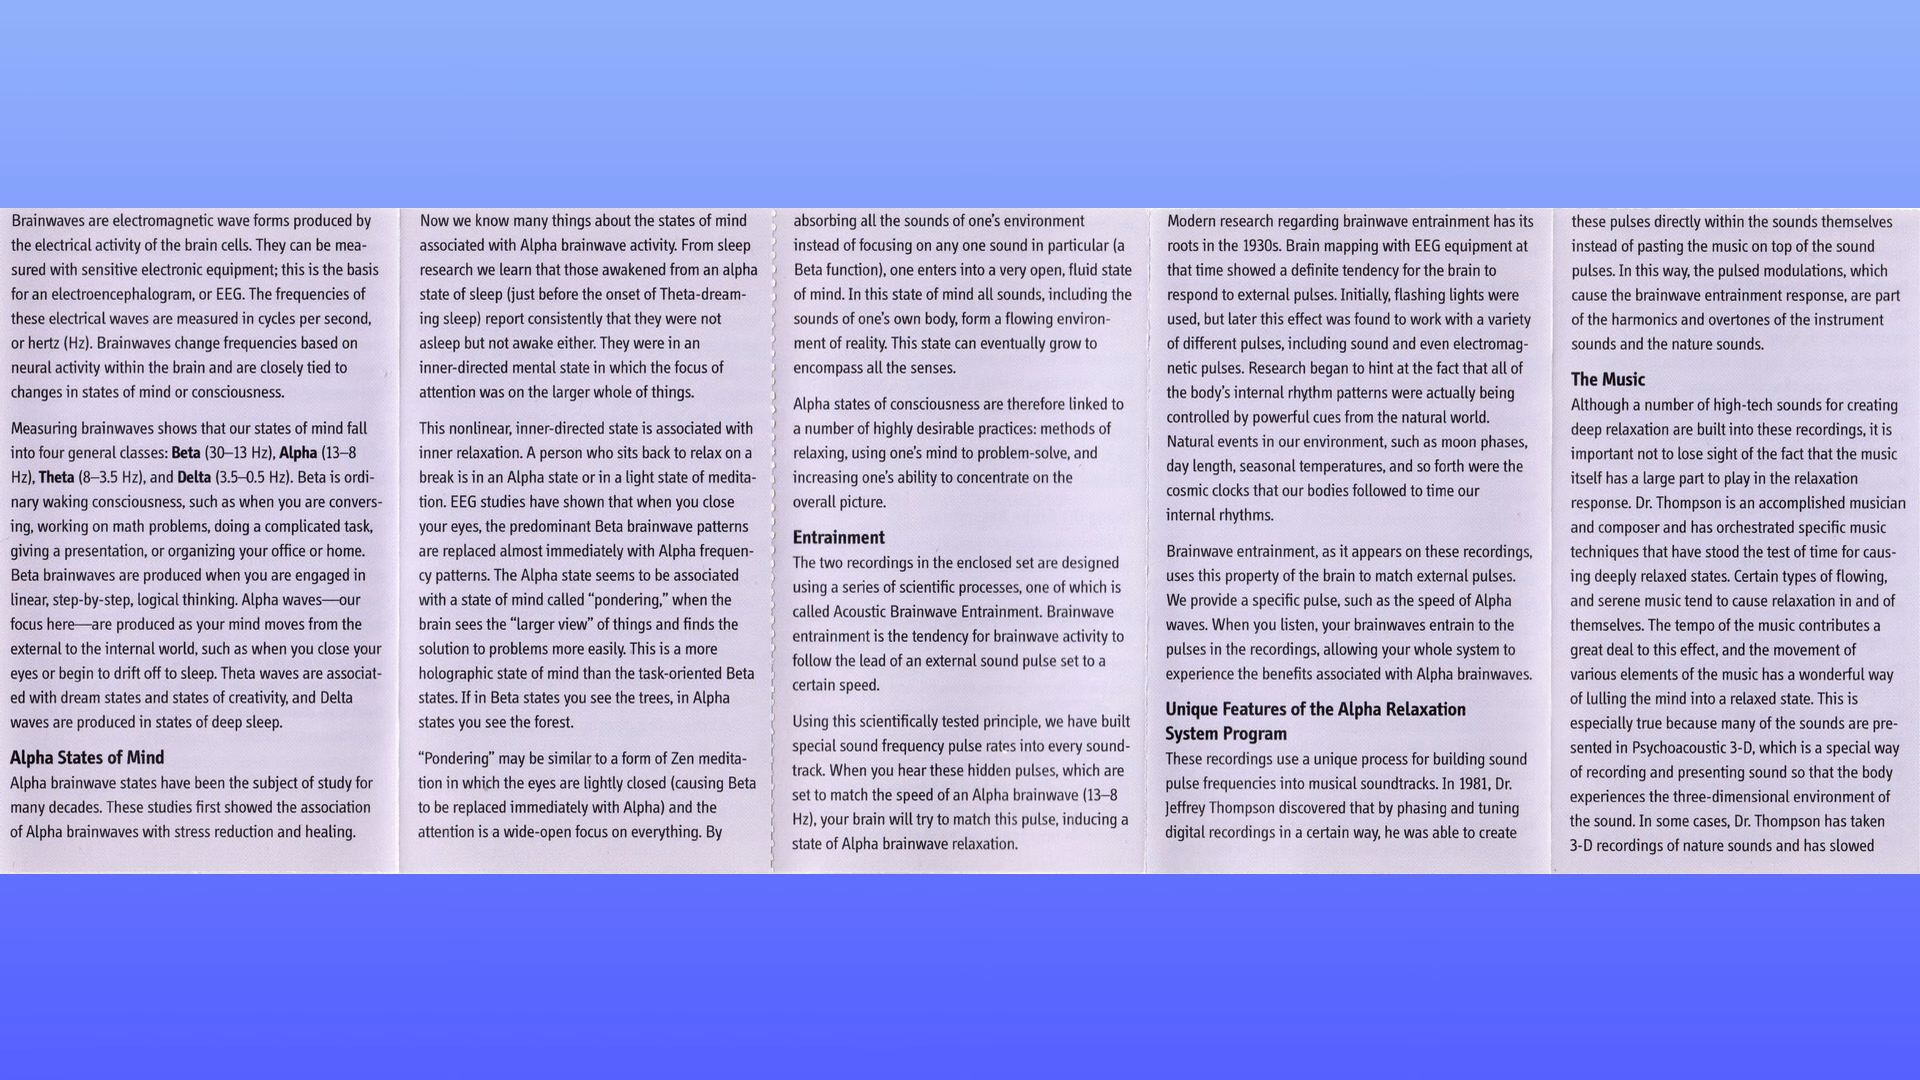 Brainwaves are electromagnetic wave forms produced by
the electrical activity of the brain cells. They can be mea-
sured with sensitive electronic equipment; this is the basis
for an electroencephalogram, or EEG. The frequencies of
these electrical waves are measured in cycles per second,
or hertz (Hz). Brainwaves change frequencies based on
neural activity within the brain and are closely tied to
changes in states of mind or consciousness.
Measuring brainwaves shows that our states of mind fall
into four general classes: Beta (30–13 Hz), Alpha (13–8
Hz), Theta (8–3.5 Hz), and Delta (3.5–0.5 Hz). Beta is ordi-
nary waking consciousness, such as when you are convers-
ing, working on math problems, doing a complicated task,
giving a presentation, or organizing your office or home.
Beta brainwaves are produced when you are engaged in
linear, step-by-step, logical thinking. Alpha waves—our
focus here—are produced as your mind moves from the
external to the internal world, such as when you close your
eyes or begin to drift off to sleep. Theta waves are associat-
ed with dream states and states of creativity, and Delta
waves are produced in states of deep sleep.
Alpha States of Mind
Alpha brainwave states have been the subject of study for
many decades. These studies first showed the association
of Alpha brainwaves with stress reduction and healing.
Now we know many things about the states of mind
associated with Alpha brainwave activity. From sleep
research we learn that those awakened from an alpha
state of sleep (just before the onset of Theta-dream-
ing sleep) report consistently that they were not
asleep but not awake either. They were in an
inner-directed mental state in which the focus of
attention was on the larger whole of things.
This nonlinear, inner-directed state is associated with
inner relaxation. A person who sits back to relax on a
break is in an Alpha state or in a light state of medita-
tion. EEG studies have shown that when you close
your eyes, the predominant Beta brainwave patterns
are replaced almost immediately with Alpha frequen-
cy patterns. The Alpha state seems to be associated
with a state of mind called “pondering,” when the
brain sees the “larger view” of things and finds the
solution to problems more easily. This is a more
holographic state of mind than the task-oriented Beta
states. If in Beta states you see the trees, in Alpha
states you see the forest.
“Pondering” may be similar to a form of Zen medita-
tion in which the eyes are lightly closed (causing Beta
to be replaced immediately with Alpha) and the
attention is a wide-open focus on everything. By
absorbing all the sounds of one’s environment
instead of focusing on any one sound in particular (a
Beta function), one enters into a very open, fluid state
of mind. In this state of mind all sounds, including the
sounds of one’s own body, form a flowing environ-
ment of reality. This state can eventually grow to
encompass all the senses.
Alpha states of consciousness are therefore linked to
a number of highly desirable practices: methods of
relaxing, using one’s mind to problem-solve, and
increasing one’s ability to concentrate on the
overall picture.
Entrainment
The two recordings in the enclosed set are designed
using a series of scientific processes, one of which is
called Acoustic Brainwave Entrainment. Brainwave
entrainment is the tendency for brainwave activity to
follow the lead of an external sound pulse set to a
certain speed.
Using this scientifically tested principle, we have built
special sound frequency pulse rates into every sound-
track. When you hear these hidden pulses, which are
set to match the speed of an Alpha brainwave (13–8
Hz), your brain will try to match this pulse, inducing a
state of Alpha brainwave relaxation.
Modern research regarding brainwave entrainment has its
roots in the 1930s. Brain mapping with EEG equipment at
that time showed a definite tendency for the brain to
respond to external pulses. Initially, flashing lights were
used, but later this effect was found to work with a variety
of different pulses, including sound and even electromag-
netic pulses. Research began to hint at the fact that all of
the body’s internal rhythm patterns were actually being
controlled by powerful cues from the natural world.
Natural events in our environment, such as moon phases,
day length, seasonal temperatures, and so forth were the
cosmic clocks that our bodies followed to time our
internal rhythms.
Brainwave entrainment, as it appears on these recordings,
uses this property of the brain to match external pulses.
We provide a specific pulse, such as the speed of Alpha
waves. When you listen, your brainwaves entrain to the
pulses in the recordings, allowing your whole system to
experience the benefits associated with Alpha brainwaves.
Unique Features of the Alpha Relaxation
System Program
These recordings use a unique process for building sound
pulse frequencies into musical soundtracks. In 1981, Dr.
Jeffrey Thompson discovered that by phasing and tuning
digital recordings in a certain way, he was able to create
these pulses directly within the sounds themselves
instead of pasting the music on top of the sound
pulses. In this way, the pulsed modulations, which
cause the brainwave entrainment response, are part
of the harmonics and overtones of the instrument
sounds and the nature sounds.
The Music
Although a number of high-tech sounds for creating
deep relaxation are built into these recordings, it is
important not to lose sight of the fact that the music
itself has a large part to play in the relaxation
response. Dr. Thompson is an accomplished musician
and composer and has orchestrated specific music
techniques that have stood the test of time for caus-
ing deeply relaxed states. Certain types of flowing,
and serene music tend to cause relaxation in and of
themselves. The tempo of the music contributes a
great deal to this effect, and the movement of
various elements of the music has a wonderful way
of lulling the mind into a relaxed state. This is
especially true because many of the sounds are pre-
sented in Psychoacoustic 3-D, which is a special way
of recording and presenting sound so that the body
experiences the three-dimensional environment of
the sound. In some cases, Dr. Thompson has taken
3-D recordings of nature sounds and has slowed